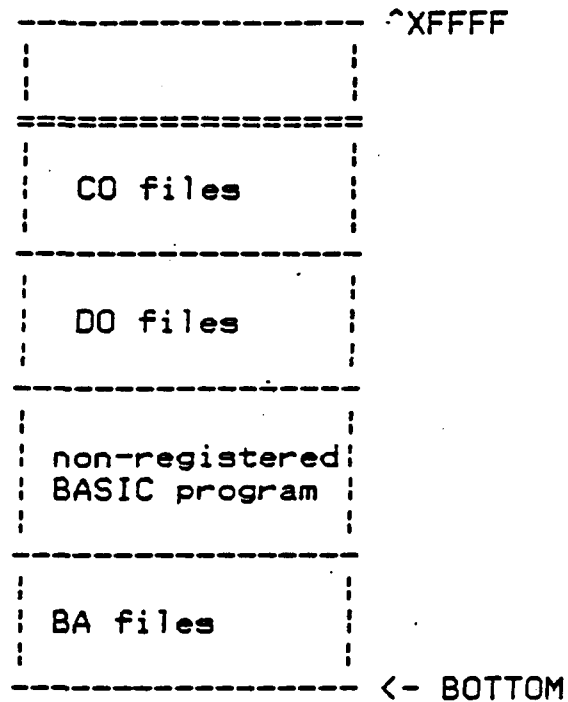 ^XFFFF
CO files
DO files
non-registered
BASIC program
BA files
<- BOTTOM